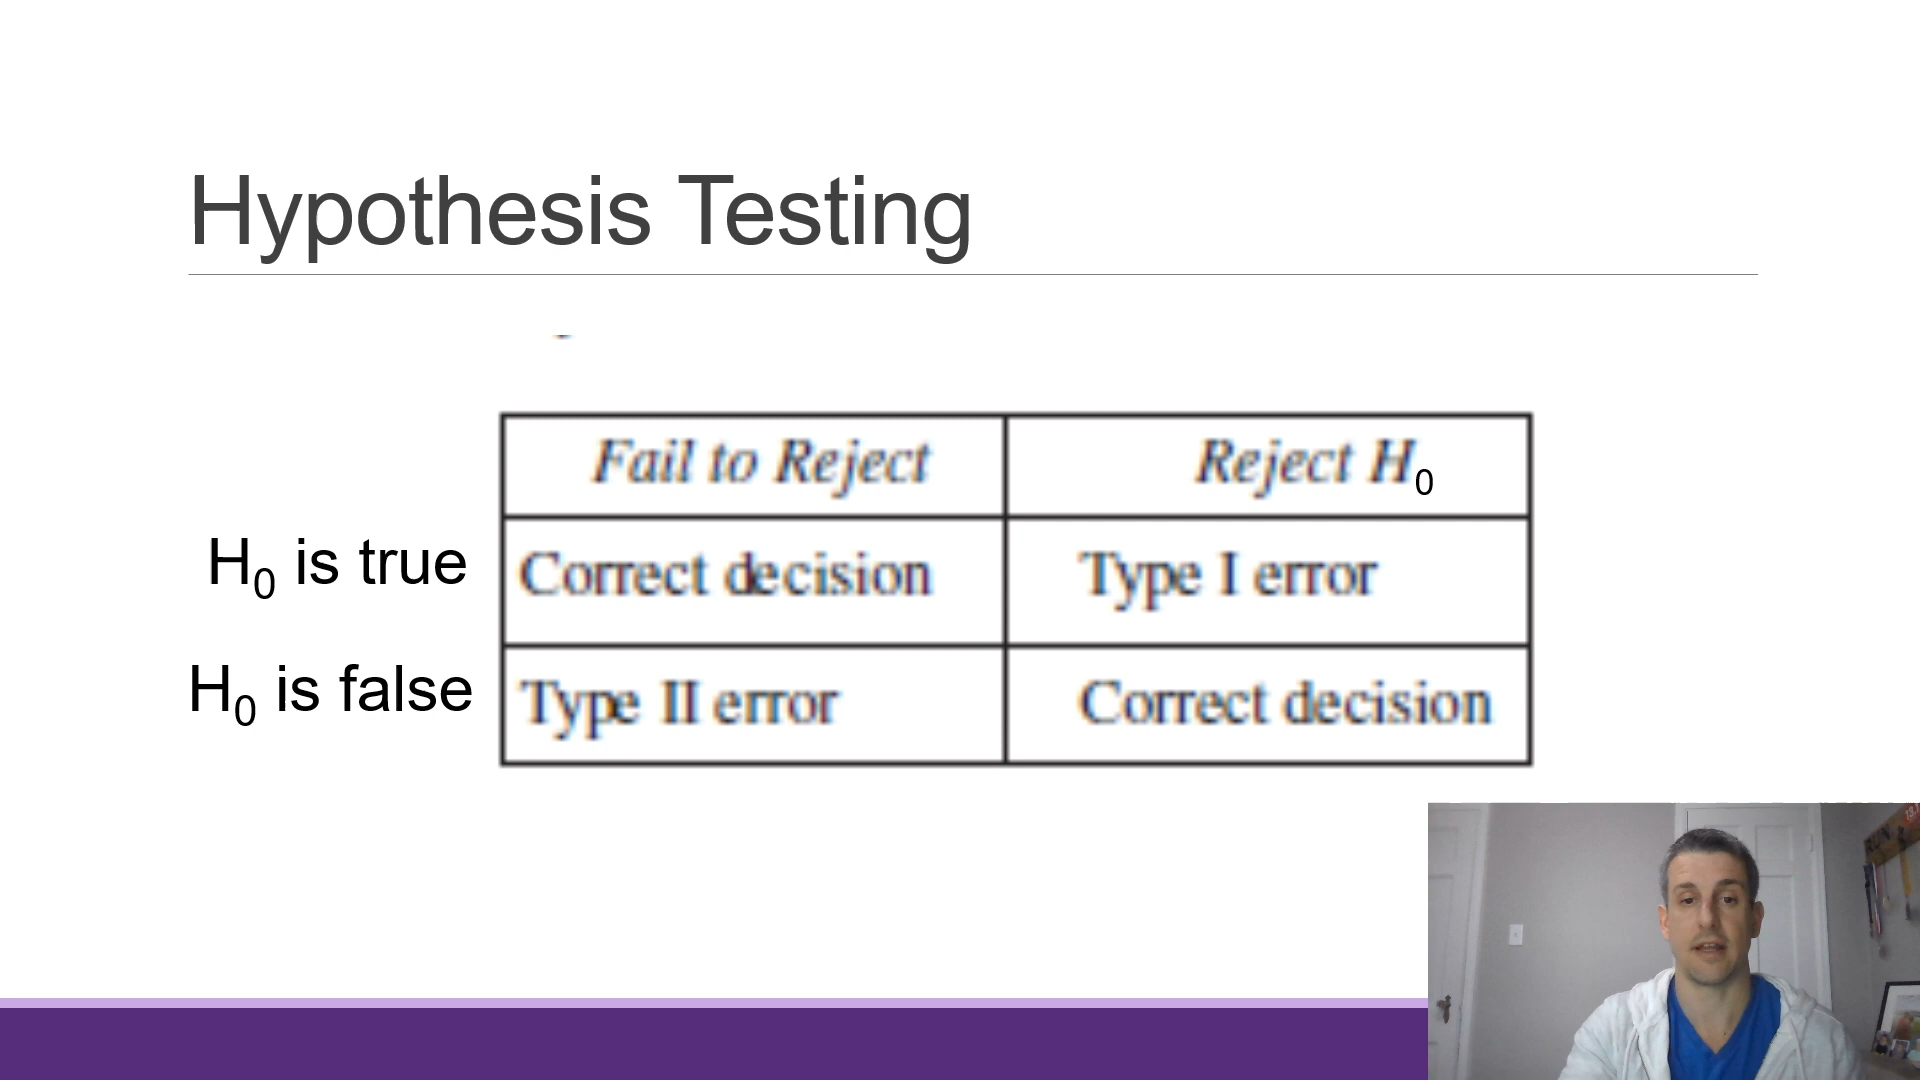 Hypothesis Testing
Fail to Reject
Reject H₀
H₀ is true
Correct decision
Type I error
H₀ is false
Type II error
Correct decision
RUN